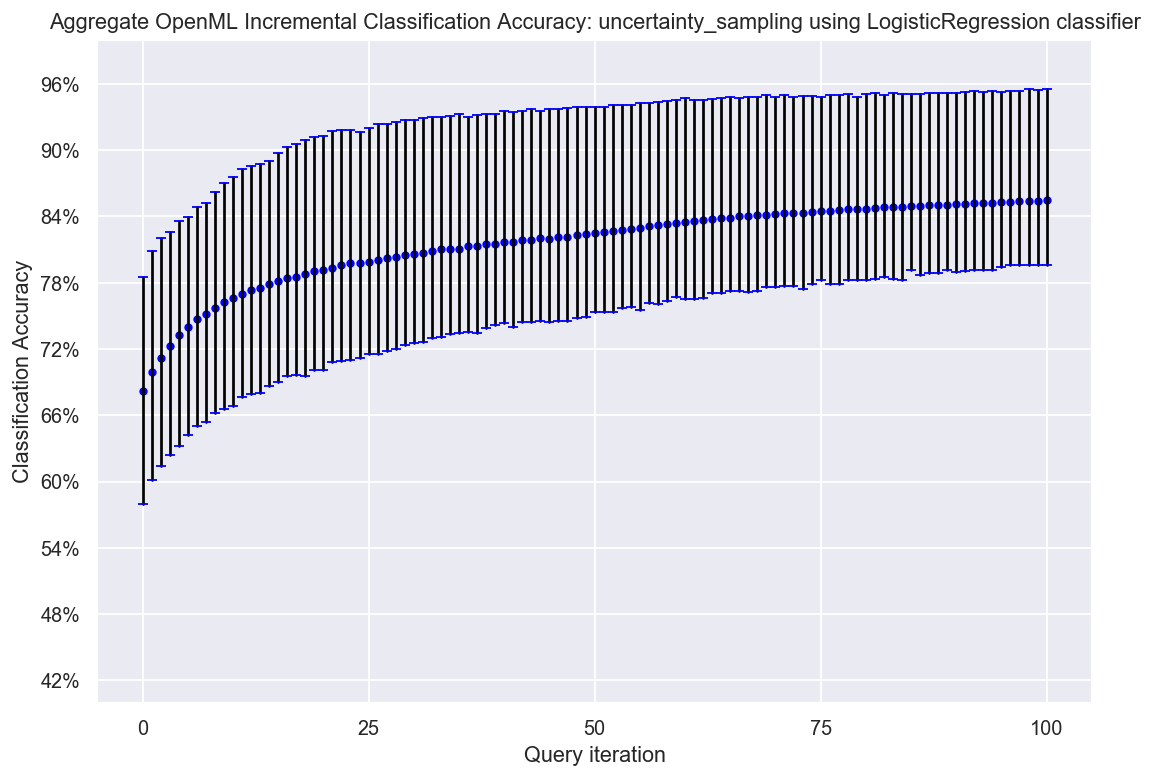 Aggregate OpenML Incremental Classification Accuracy: uncertainty_sampling using LogisticRegression classifier
96%
90%
84%
78%
72%
66%
60%
54%
48%
42%
Classification Accuracy
0 25 50 75 100
Query iteration